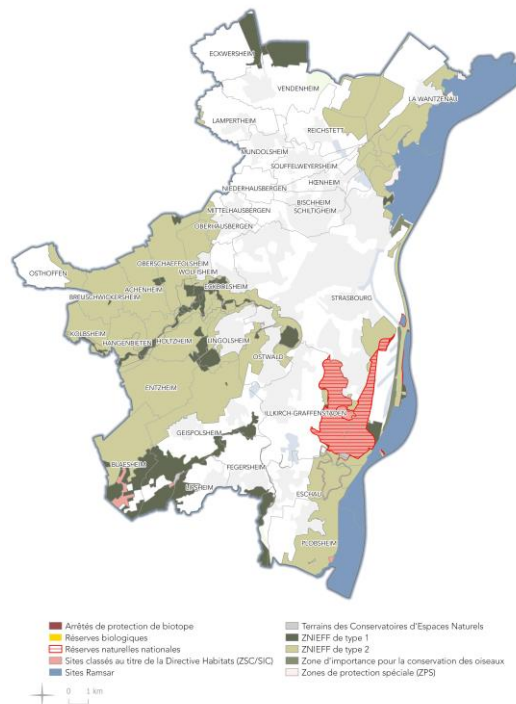 ECKWERSHEIM
VENDENHEIM
LA WANTZENAU
LAMPERTHEIM
REICHSTETT
MUNDOLSHEIM
SOUFFELWEYERSHEIM
HŒNHEIM
NIEDERHAUSBERGEN
BISCHHEIM
MITTELHAUSBERGEN
SCHILTIGHEIM
OBERHAUSBERGEN
OBERSCHAEFFOLSHEIM
OSTHOFFEN
WOLFISHEIM
ACHENHEIM
ECKBOLSHEIM
BREUSCHWICKERSHEIM
STRASBOURG
KOLBSHEIM
HANGENBIETEN
HOLTZHEIM
LINGOLSHEIM
OSTWALD
ENTZHEIM
ILLKIRCH-GRAFFENSTADEN
GEISPOLSHEIM
BLAESHEIM
FEGERSHEIM
LIPSHEIM
ESCHAU
PLOBSHEIM
Arrêtés de protection de biotope
Réserves biologiques
Réserves naturelles nationales
Sites classés au titre de la Directive Habitats (ZSC/SIC)
Sites Ramsar
Terrains des Conservatoires d'Espaces Naturels
ZNIEFF de type 1
ZNIEFF de type 2
Zone d'importance pour la conservation des oiseaux
Zones de protection spéciale (ZPS)
0 1 km